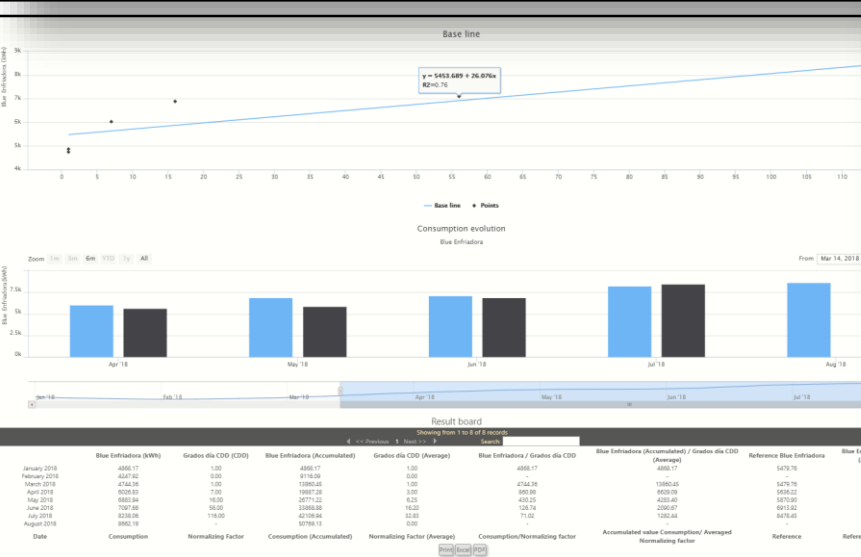 Base line
Blue Enfriadora (kWh)
9k
8k
7k
6k
5k
4k
y = 5453.689 + 26.076x
R2=0.76
0 5 10 15 20 25 30 35 40 45 50 55 60 65 70 75 80 85 90 95 100 105 110
Base line Points
Consumption evolution
Blue Enfriadora
Zoom 1m 3m 6m YTD 1y All
From Mar 14, 2018
Blue Enfriadora (kWh)
7.5k
5k
2.5k
0k
Apr '18 May '18 Jun '18 Jul '18 Aug '18
Jan '18 Feb '18 Mar '18 Apr '18 May '18 Jun '18 Jul '18
Result board
Showing from 1 to 8 of 8 records
<< Previous 1 Next >> Search
Blue Enfriadora (kWh) Grados día CDD (CDD) Blue Enfriadora (Accumulated) Grados día CDD (Average) Blue Enfriadora / Grados día CDD Blue Enfriadora (Accumulated) / Grados día CDD (Average) Reference Blue Enfriadora
January 2018 4868.17 1.00 4868.17 1.00 4868.17 4868.17 5479.76
February 2018 4247.92 0.00 9116.09 0.00 - - -
March 2018 4744.36 1.00 13860.45 1.00 4744.36 13860.45 5479.76
April 2018 6026.83 7.00 19887.28 3.00 860.98 6629.09 5636.22
May 2018 6883.94 16.00 26771.22 6.25 430.25 4283.40 5870.90
June 2018 7097.66 56.00 33868.88 16.20 126.74 2090.67 6913.92
July 2018 8238.06 116.00 42106.94 32.83 71.02 1282.44 8478.45
August 2018 8662.19 - 50769.13 0.00 - - -
Date Consumption Normalizing Factor Consumption (Accumulated) Normalizing Factor (Average) Consumption/Normalizing factor Accumulated value Consumption/ Averaged Normalizing factor Reference
Print Excel PDF